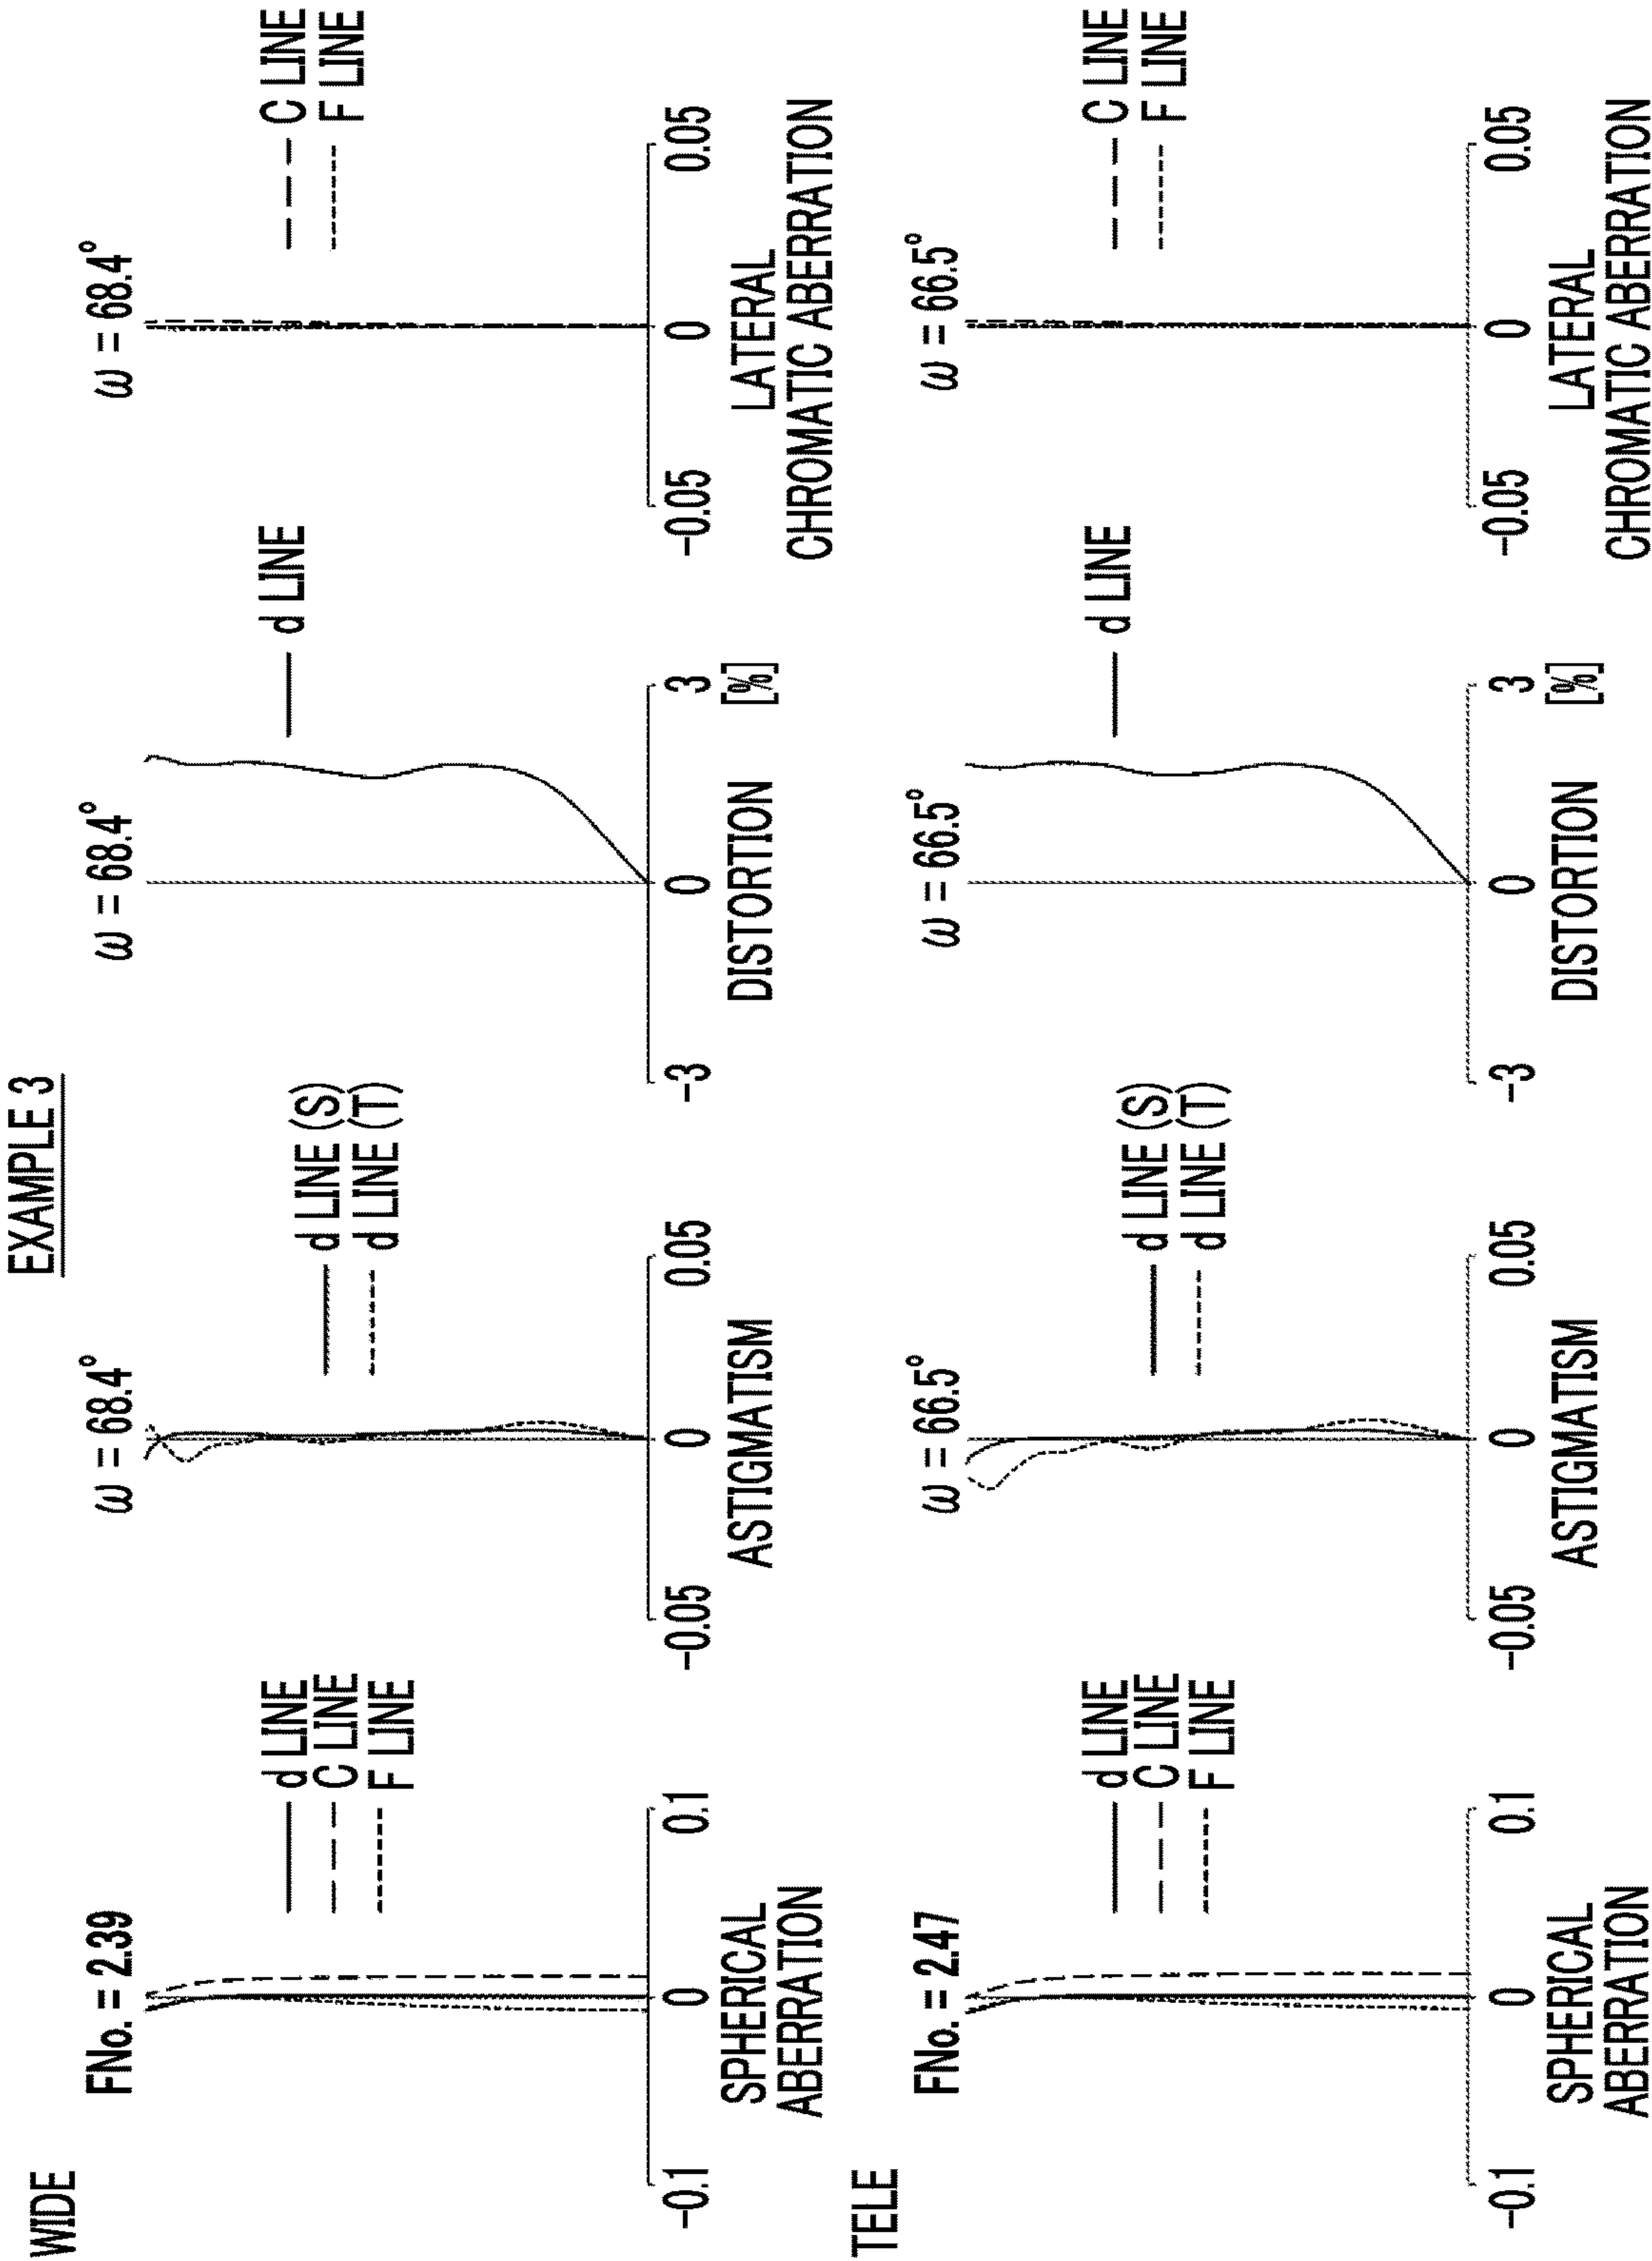 EXAMPLE 3
WIDE
FNo. = 2.39
d LINE
C LINE
F LINE
−0.1 0 0.1
SPHERICAL
ABERRATION
ω = 68.4°
d LINE (S)
d LINE (T)
−0.05 0 0.05
ASTIGMATISM
ω = 68.4°
d LINE
−3 0 3
[%]
DISTORTION
ω = 68.4°
C LINE
F LINE
−0.05 0 0.05
LATERAL
CHROMATIC ABERRATION
TELE
FNo. = 2.47
d LINE
C LINE
F LINE
−0.1 0 0.1
SPHERICAL
ABERRATION
ω = 66.5°
d LINE (S)
d LINE (T)
−0.05 0 0.05
ASTIGMATISM
ω = 66.5°
d LINE
−3 0 3
[%]
DISTORTION
ω = 66.5°
C LINE
F LINE
−0.05 0 0.05
LATERAL
CHROMATIC ABERRATION